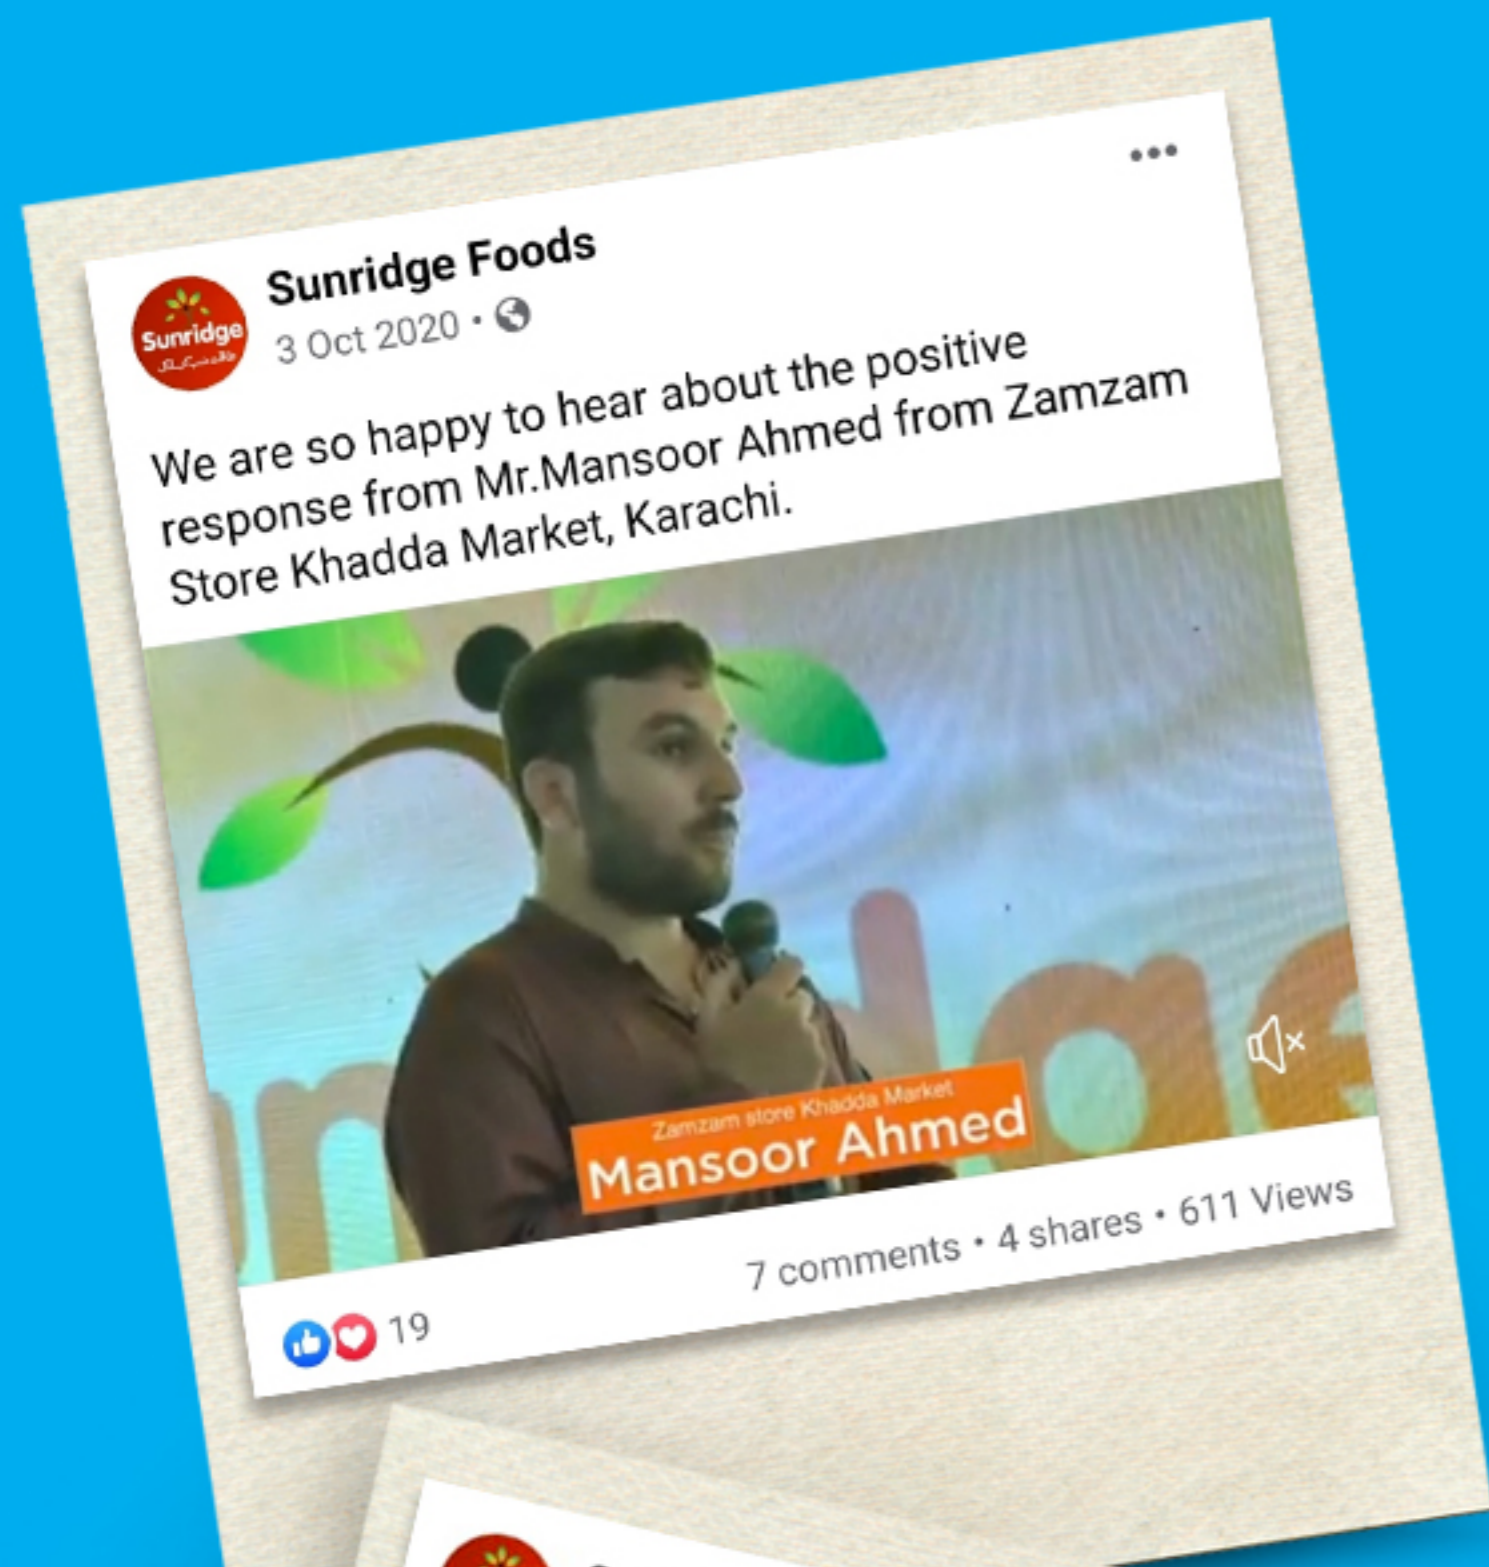 Sunridge Foods
3 Oct 2020
Sunridge
We are so happy to hear about the positive
response from Mr.Mansoor Ahmed from Zamzam
Store Khadda Market, Karachi.
Zamzam store Khadda Market
Mansoor Ahmed
7 comments • 4 shares • 611 Views
19